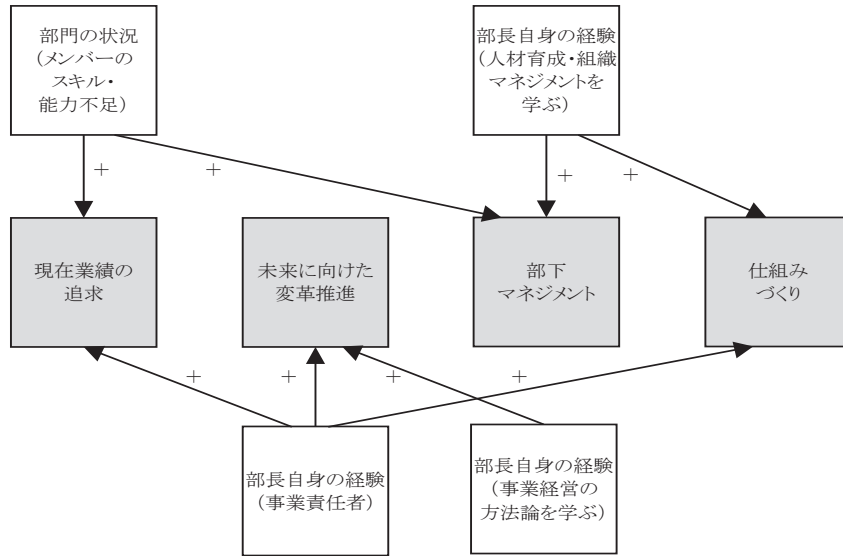 部門の状況
（メンバーの
スキル・
能力不足）
部長自身の経験
（人材育成・組織
マネジメントを
学ぶ）
+
+
+
+
現在業績の
追求
未来に向けた
変革推進
部下
マネジメント
仕組み
づくり
+
+
+
+
部長自身の経験
（事業責任者）
部長自身の経験
（事業経営の
方法論を学ぶ）